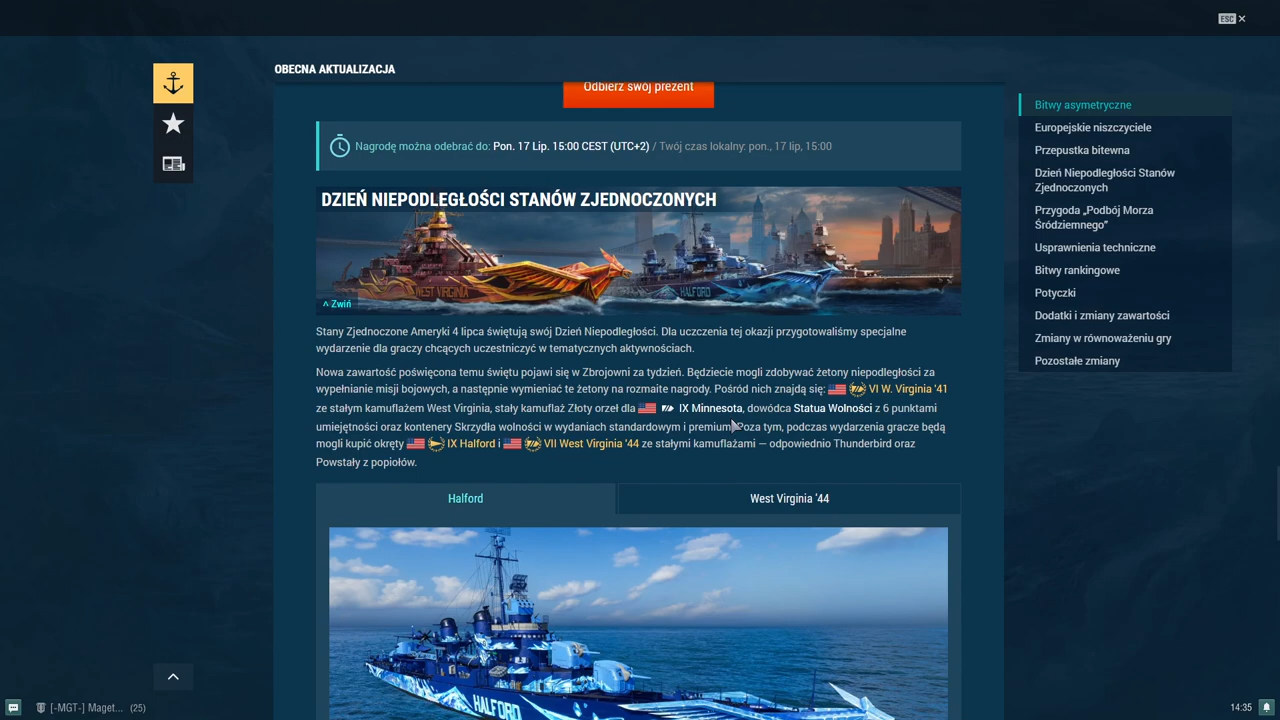 ESC ×
OBECNA AKTUALIZACJA
Odbierz swój prezent
Nagrodę można odebrać do: Pon. 17 Lip. 15:00 CEST (UTC+2) / Twój czas lokalny: pon., 17 lip, 15:00
DZIEŃ NIEPODLEGŁOŚCI STANÓW ZJEDNOCZONYCH
WEST VIRGINIA
HALFORD
^ Zwiń
Stany Zjednoczone Ameryki 4 lipca świętują swój Dzień Niepodległości. Dla uczczenia tej okazji przygotowaliśmy specjalne
wydarzenie dla graczy chcących uczestniczyć w tematycznych aktywnościach.
Nowa zawartość poświęcona temu świętu pojawi się w Zbrojowni za tydzień. Będziecie mogli zdobywać żetony niepodległości za
wypełnianie misji bojowych, a następnie wymieniać te żetony na rozmaite nagrody. Pośród nich znajdą się: VI W. Virginia '41
ze stałym kamuflażem West Virginia, stały kamuflaż Złoty orzeł dla IX Minnesota, dowódca Statua Wolności z 6 punktami
umiejętności oraz kontenery Skrzydła wolności w wydaniach standardowym i premium. Poza tym, podczas wydarzenia gracze będą
mogli kupić okręty IX Halford i VII West Virginia '44 ze stałymi kamuflażami — odpowiednio Thunderbird oraz
Powstały z popiołów.
Halford
West Virginia '44
HALFORD
Bitwy asymetryczne
Europejskie niszczyciele
Przepustka bitewna
Dzień Niepodległości Stanów
Zjednoczonych
Przygoda „Podbój Morza
Śródziemnego"
Usprawnienia techniczne
Bitwy rankingowe
Potyczki
Dodatki i zmiany zawartości
Zmiany w równoważeniu gry
Pozostałe zmiany
[-MGT-] Maget... (25)
14:35